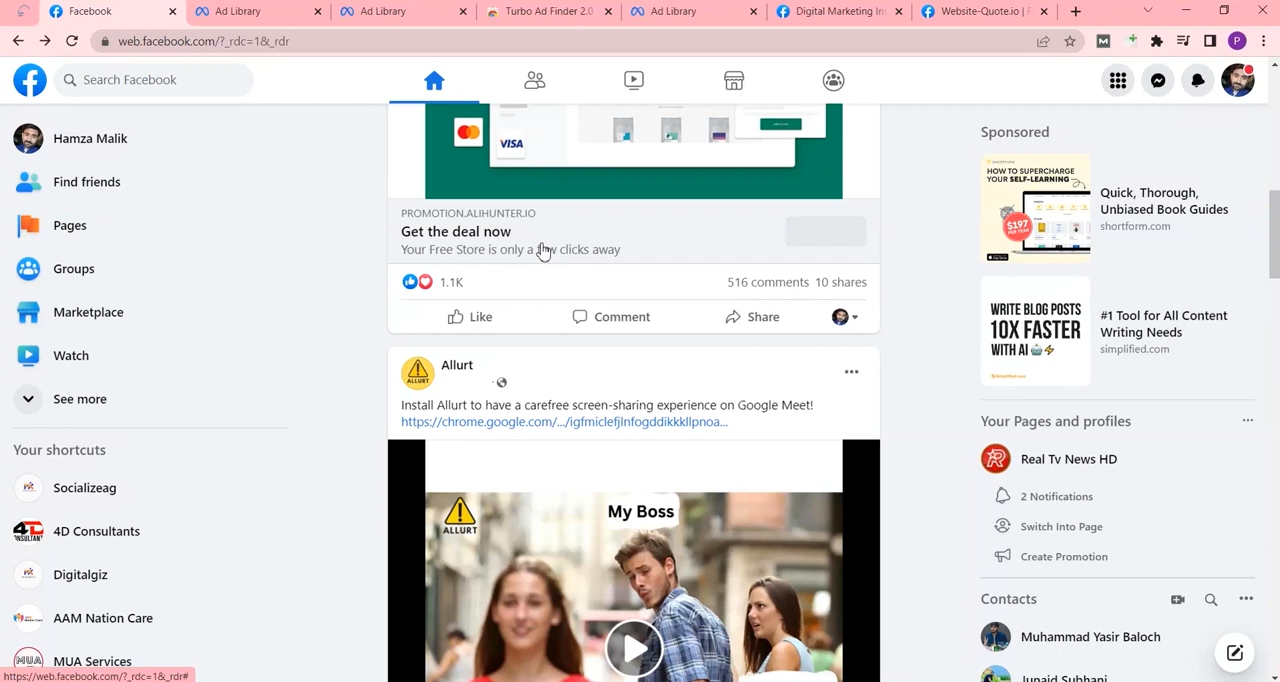 Facebook
Ad Library
Ad Library
Turbo Ad Finder 2.0
Ad Library
Digital Marketing In
Website-Quote.io | F
web.facebook.com/?_rdc=1&_rdr
P
Search Facebook
Hamza Malik
Find friends
Pages
Groups
Marketplace
Watch
See more
Your shortcuts
Socializeag
4D Consultants
Digitalgiz
AAM Nation Care
MUA Services
https://web.facebook.com/?_rdc=1&_rdr#
VISA
PROMOTION.ALIHUNTER.IO
Get the deal now
Your Free Store is only a few clicks away
1.1K
516 comments 10 shares
Like
Comment
Share
Allurt
Install Allurt to have a carefree screen-sharing experience on Google Meet!
https://chrome.google.com/.../igfmiclefjlnfogddikkkllpnoa...
ALLURT
My Boss
Sponsored
HOW TO SUPERCHARGE
YOUR SELF-LEARNING
$197
PER YEAR
Quick, Thorough,
Unbiased Book Guides
shortform.com
WRITE BLOG POSTS
10X FASTER
WITH AI
simplified.com
#1 Tool for All Content
Writing Needs
simplified.com
Your Pages and profiles
Real Tv News HD
2 Notifications
Switch Into Page
Create Promotion
Contacts
Muhammad Yasir Baloch
Junaid Subhani